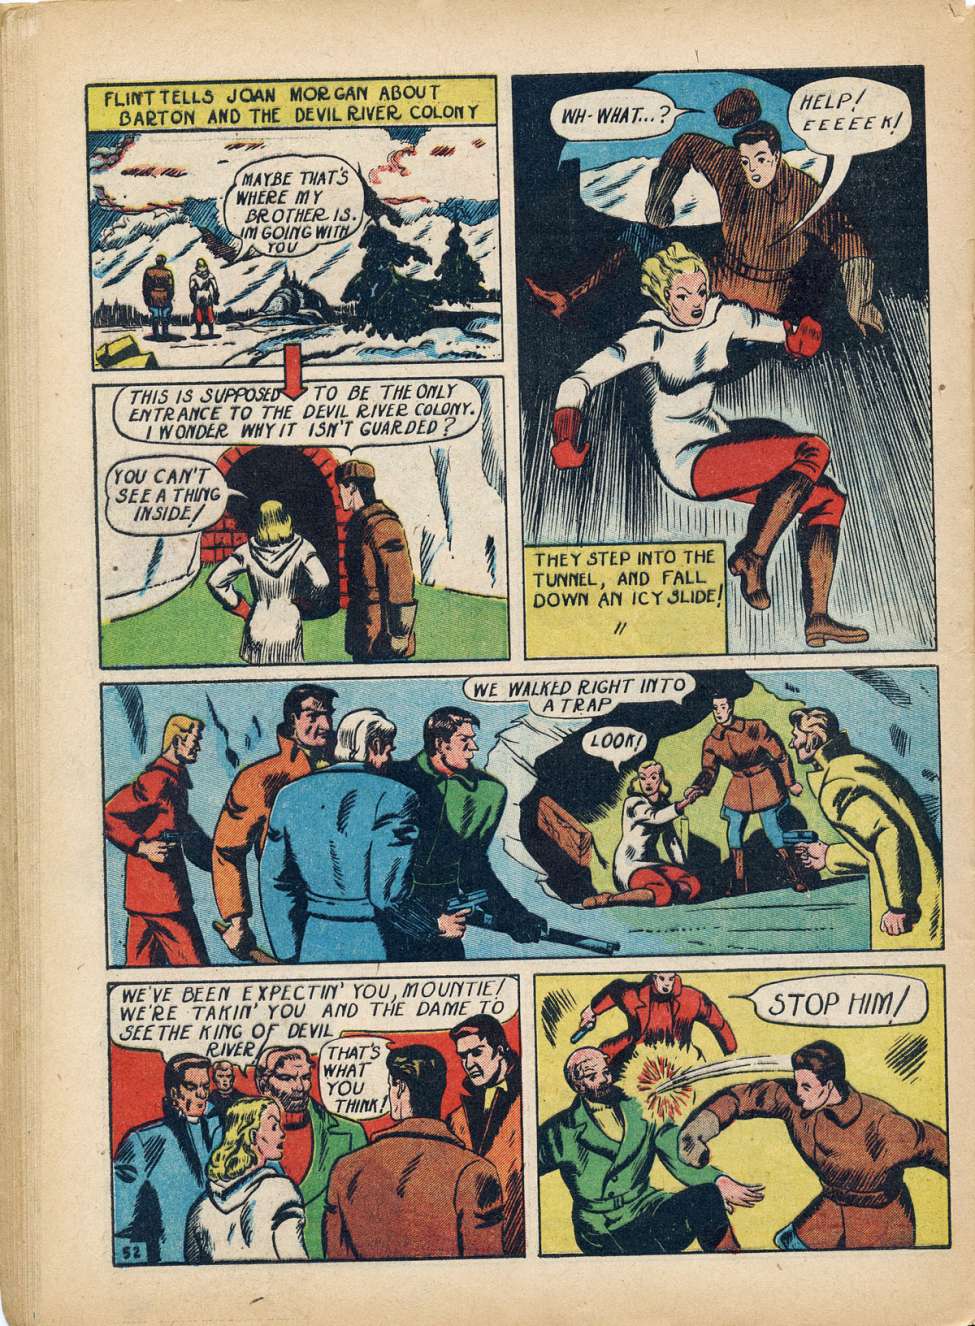 FLINT TELLS JOAN MORGAN ABOUT
BARTON AND THE DEVIL RIVER COLONY
MAYBE THAT'S
WHERE MY
BROTHER IS.
IM GOING WITH
YOU
THIS IS SUPPOSED TO BE THE ONLY
ENTRANCE TO THE DEVIL RIVER COLONY.
I WONDER WHY IT ISN'T GUARDED?
YOU CAN'T
SEE A THING
INSIDE!
WH-WHAT...?
HELP!
EEEEEK!
THEY STEP INTO THE
TUNNEL, AND FALL
DOWN AN ICY SLIDE!
WE WALKED RIGHT INTO
A TRAP
LOOK!
WE'VE BEEN EXPECTIN' YOU, MOUNTIE!
WE'RE TAKIN' YOU AND THE DAME TO
SEE THE KING OF DEVIL
RIVER!
THAT'S
WHAT
YOU
THINK!
STOP HIM!
52